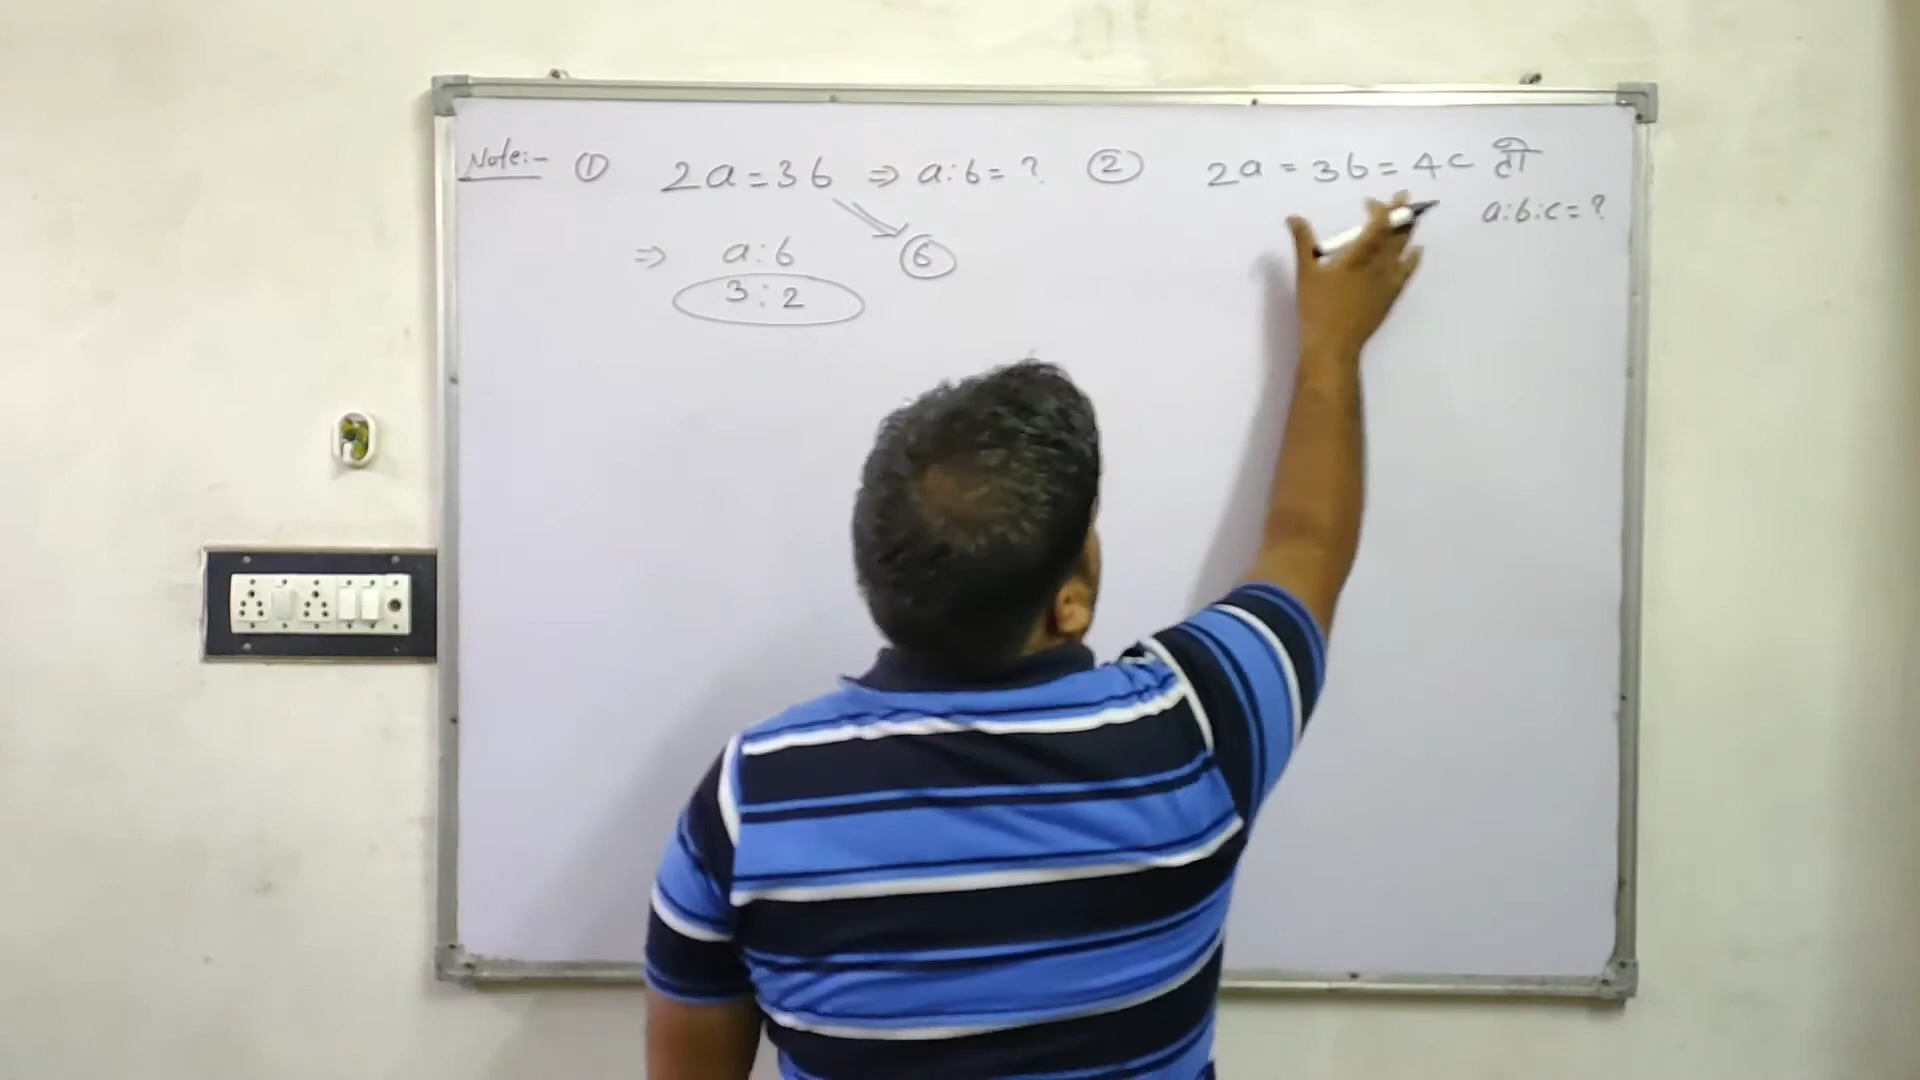 Note:- ① 2a = 3b ⇒ a:b = ?
⇒ a:b
3:2
6
② 2a = 3b = 4c तो
a:b:c = ?